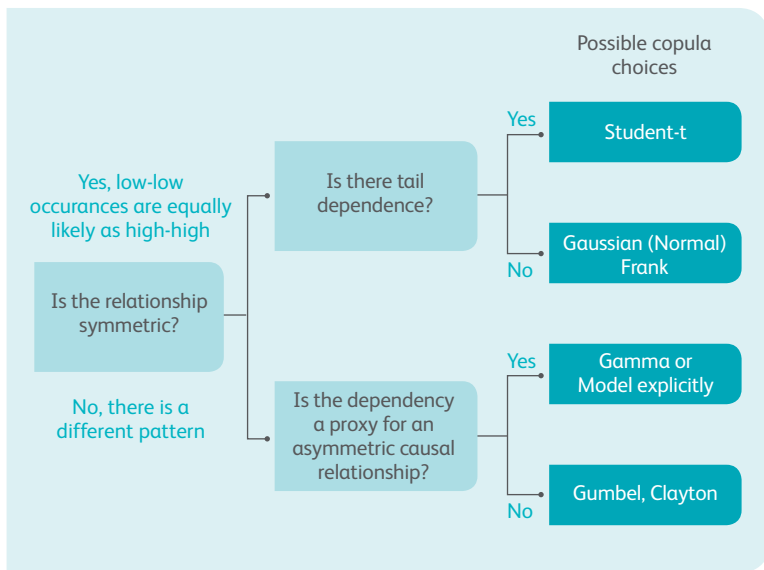 Possible copula
choices
Yes
Student-t
Is there tail
dependence?
Yes, low-low
occurances are equally
likely as high-high
Gaussian (Normal)
Frank
No
Is the relationship
symmetric?
Yes
Gamma or
Model explicitly
No, there is a
different pattern
Is the dependency
a proxy for an
asymmetric causal
relationship?
Gumbel, Clayton
No